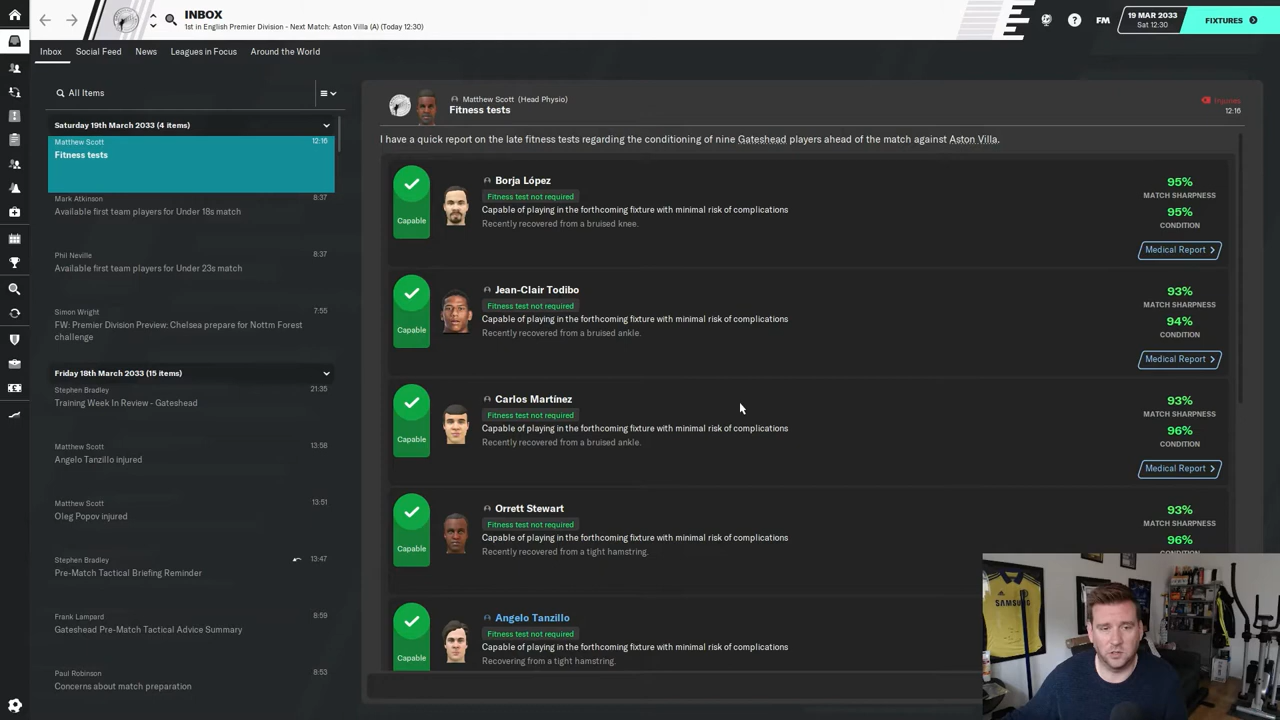 INBOX
1st in English Premier Division - Next Match: Aston Villa (A) (Today 12:30)
FM
19 MAR 2033
Sat 12:30
FIXTURES
Inbox
Social Feed
News
Leagues in Focus
Around the World
All Items
Saturday 19th March 2033 (4 items)
Matthew Scott 12:16
Fitness tests
Mark Atkinson 8:37
Available first team players for Under 18s match
Phil Neville 8:37
Available first team players for Under 23s match
Simon Wright 7:55
FW: Premier Division Preview: Chelsea prepare for Nottm Forest
challenge
Friday 18th March 2033 (15 items)
Stephen Bradley 21:35
Training Week In Review - Gateshead
Matthew Scott 13:58
Angelo Tanzillo injured
Matthew Scott 13:51
Oleg Popov injured
Stephen Bradley 13:47
Pre-Match Tactical Briefing Reminder
Frank Lampard 8:59
Gateshead Pre-Match Tactical Advice Summary
Paul Robinson 8:53
Concerns about match preparation
Matthew Scott (Head Physio)
Fitness tests
Injuries
12:16
I have a quick report on the late fitness tests regarding the conditioning of nine Gateshead players ahead of the match against Aston Villa.
Capable
Borja López
Fitness test not required
Capable of playing in the forthcoming fixture with minimal risk of complications
Recently recovered from a bruised knee.
95%
MATCH SHARPNESS
95%
CONDITION
Medical Report
Capable
Jean-Clair Todibo
Fitness test not required
Capable of playing in the forthcoming fixture with minimal risk of complications
Recently recovered from a bruised ankle.
93%
MATCH SHARPNESS
94%
CONDITION
Medical Report
Capable
Carlos Martínez
Fitness test not required
Capable of playing in the forthcoming fixture with minimal risk of complications
Recently recovered from a bruised ankle.
93%
MATCH SHARPNESS
96%
CONDITION
Medical Report
Capable
Orrett Stewart
Fitness test not required
Capable of playing in the forthcoming fixture with minimal risk of complications
Recently recovered from a tight hamstring.
93%
MATCH SHARPNESS
96%
Capable
Angelo Tanzillo
Fitness test not required
Capable of playing in the forthcoming fixture with minimal risk of complications
Recovering from a tight hamstring.
SAMSUNG